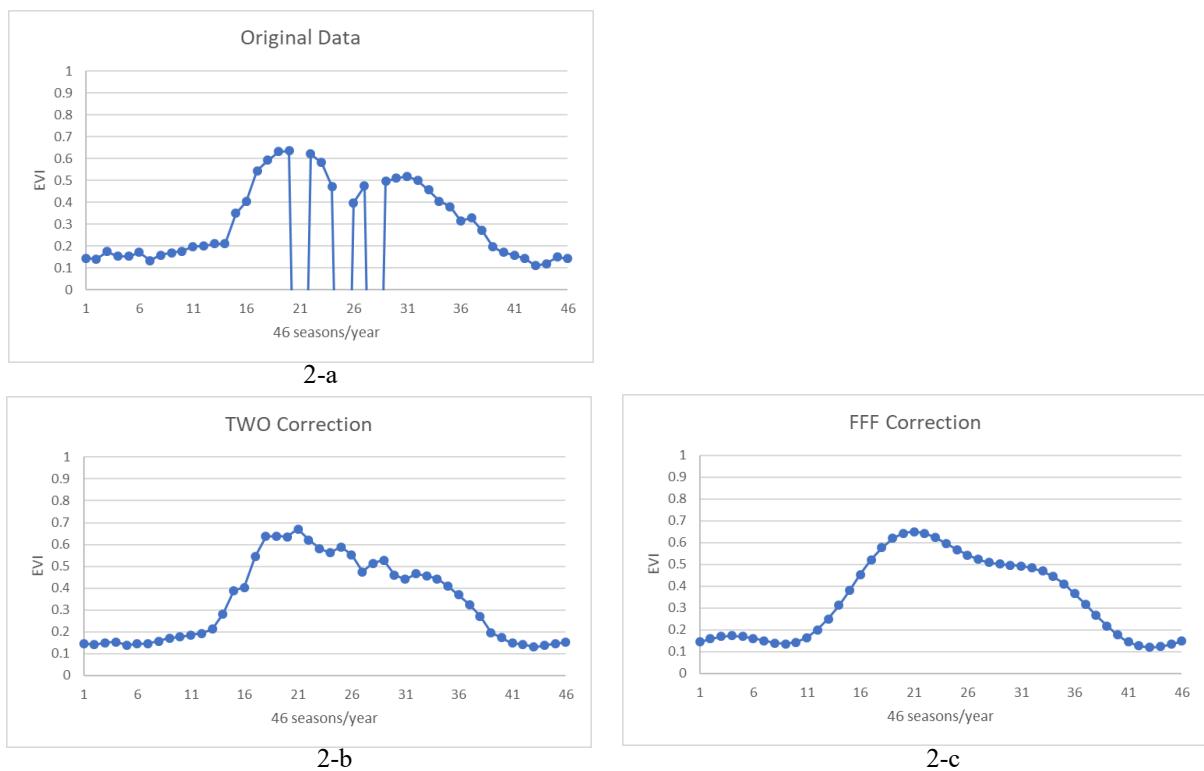 Original Data
1
0.9
0.8
0.7
0.6
0.5
0.4
0.3
0.2
0.1
0
EVI
1 6 11 16 21 26 31 36 41 46
46 seasons/year
2-a
TWO Correction
1
0.9
0.8
0.7
0.6
0.5
0.4
0.3
0.2
0.1
0
EVI
1 6 11 16 21 26 31 36 41 46
46 seasons/year
2-b
FFF Correction
1
0.9
0.8
0.7
0.6
0.5
0.4
0.3
0.2
0.1
0
EVI
1 6 11 16 21 26 31 36 41 46
46 seasons/year
2-c